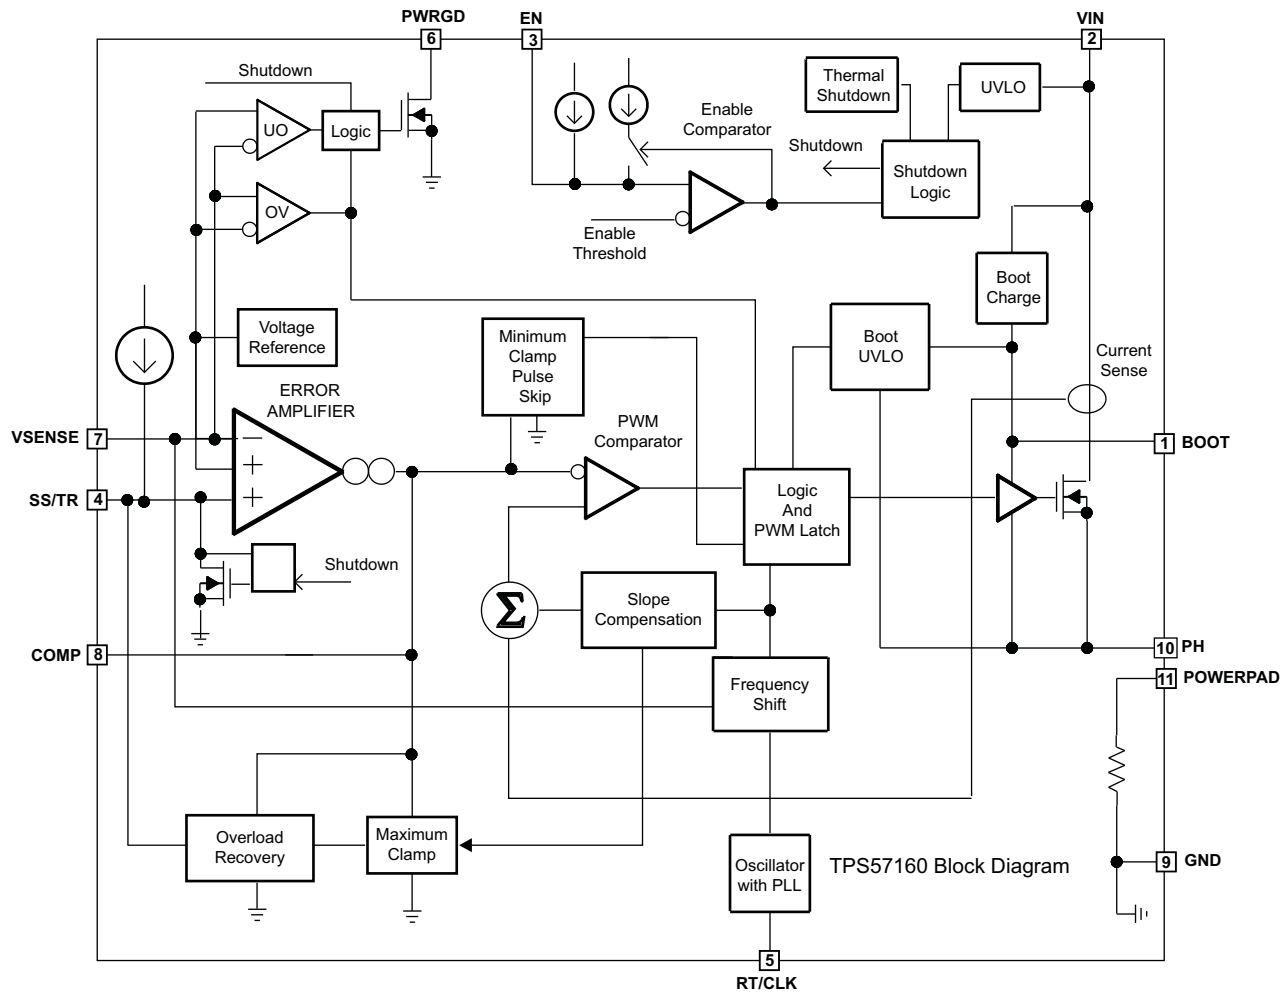 PWRGD
EN
VIN
6
3
2
Shutdown
Thermal
Shutdown
UVLO
Enable
Comparator
UO
Logic
Shutdown
Shutdown
Logic
OV
Enable
Threshold
Boot
Charge
Voltage
Reference
Minimum
Clamp
Pulse
Skip
Boot
UVLO
Current
Sense
ERROR
AMPLIFIER
PWM
Comparator
VSENSE
7
−
+
+
1
BOOT
SS/TR
4
Logic
And
PWM Latch
Shutdown
Σ
Slope
Compensation
COMP
8
10
PH
11
POWERPAD
Frequency
Shift
Overload
Recovery
Maximum
Clamp
Oscillator
with PLL
TPS57160 Block Diagram
9
GND
5
RT/CLK